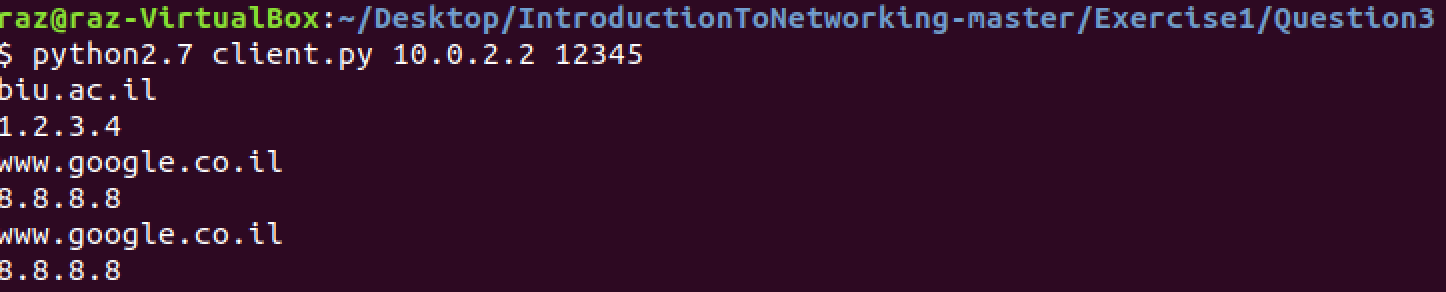 raz@raz-VirtualBox:~/Desktop/IntroductionToNetworking-master/Exercise1/Question3
$ python2.7 client.py 10.0.2.2 12345
biu.ac.il
1.2.3.4
www.google.co.il
8.8.8.8
www.google.co.il
8.8.8.8